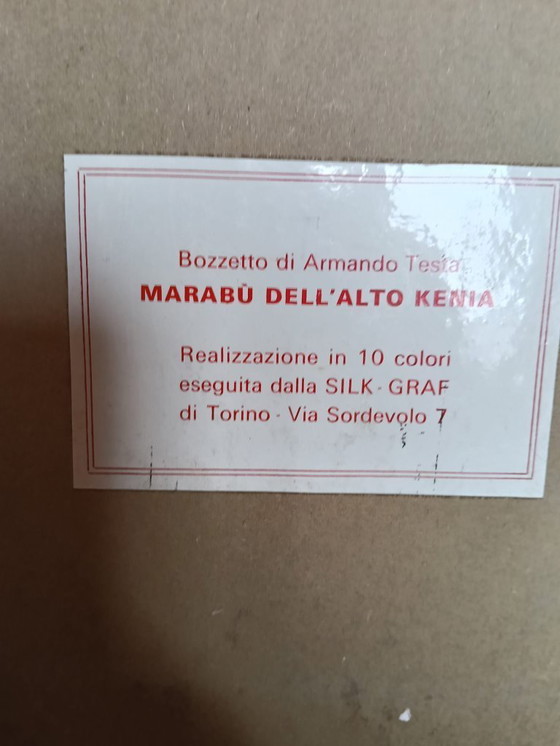 Bozzetto di Armando Testa
MARABÙ DELL'ALTO KENIA
Realizzazione in 10 colori
eseguita dalla SILK - GRAF
di Torino - Via Sordevolo 7